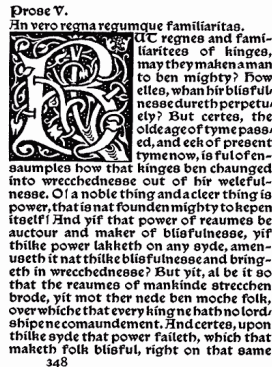 Prose V.
An vero regna regumque familiaritas.
BUT regnes and fami-
liaritees of kinges,
may they maken a man
to ben mighty? How
elles, whan hir blisful-
nesse dureth perpetu-
ely? But certes, the
olde age of tyme pass-
ed, and eek of present
tyme now, is ful of en-
saumples how that kinges ben chaunged
into wrecchednesse out of hir weleful-
nesse. O! a noble thing and a cleer thing is
power, that is nat founden mighty to kepen
itself! And yif that power of reaumes be
auctour and maker of blisfulnesse, yif
thilke power lakketh on any syde, amen-
useth it nat thilke blisfulnesse and bring-
eth in wrecchednesse? But yit, al be it so
that the reaumes of mankinde strecchen
brode, yit mot ther nede ben moche folk,
over whiche that every king ne hath no lord-
shipe ne comaundement. And certes, upon
thilke syde that power faileth, which that
maketh folk blisful, right on that same
348